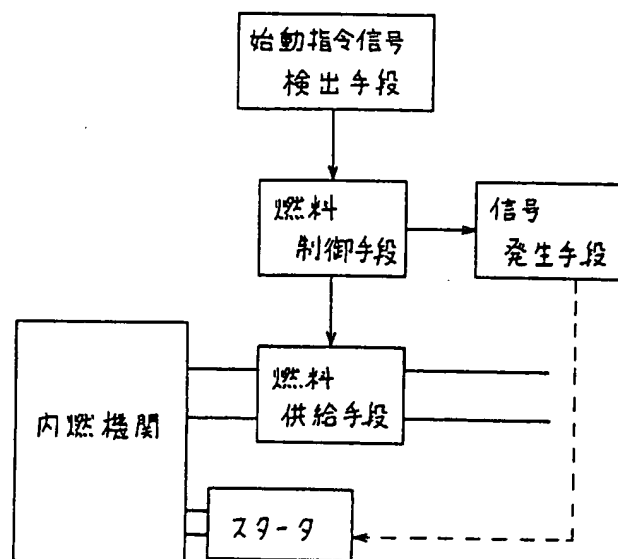 始動指令信号
検出手段
燃料
制御手段
信号
発生手段
燃料
供給手段
内燃機関
スタータ